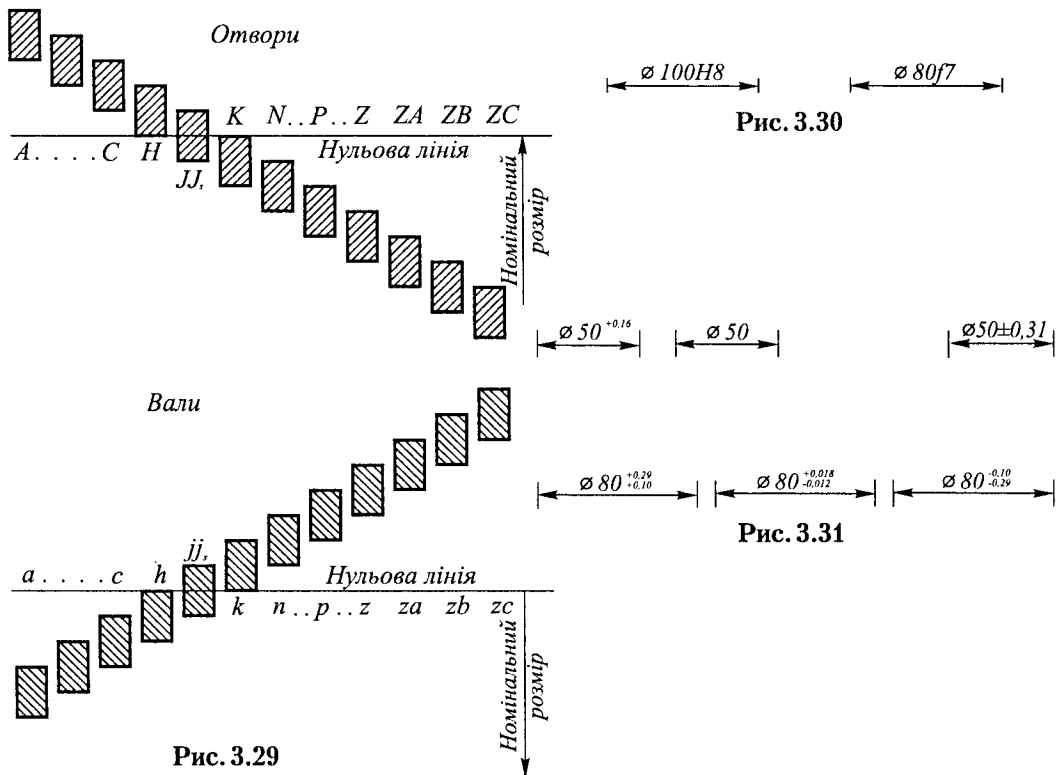 Отвори
K N . . P . . Z ZA ZB ZC
A . . . . C H Нульова лінія
JJs
Номінальний
розмір
Вали
jjs
a . . . . c h Нульова лінія
k n . . p . . z za zb zc
Номінальний
розмір
Рис. 3.29
⌀ 100H8 ⌀ 80f7
Рис. 3.30
⌀ 50 +0,16 ⌀ 50 ⌀50±0,31
⌀ 80 +0,29 +0,10 ⌀ 80 +0,018 -0,012 ⌀ 80 -0,10 -0,29
Рис. 3.31